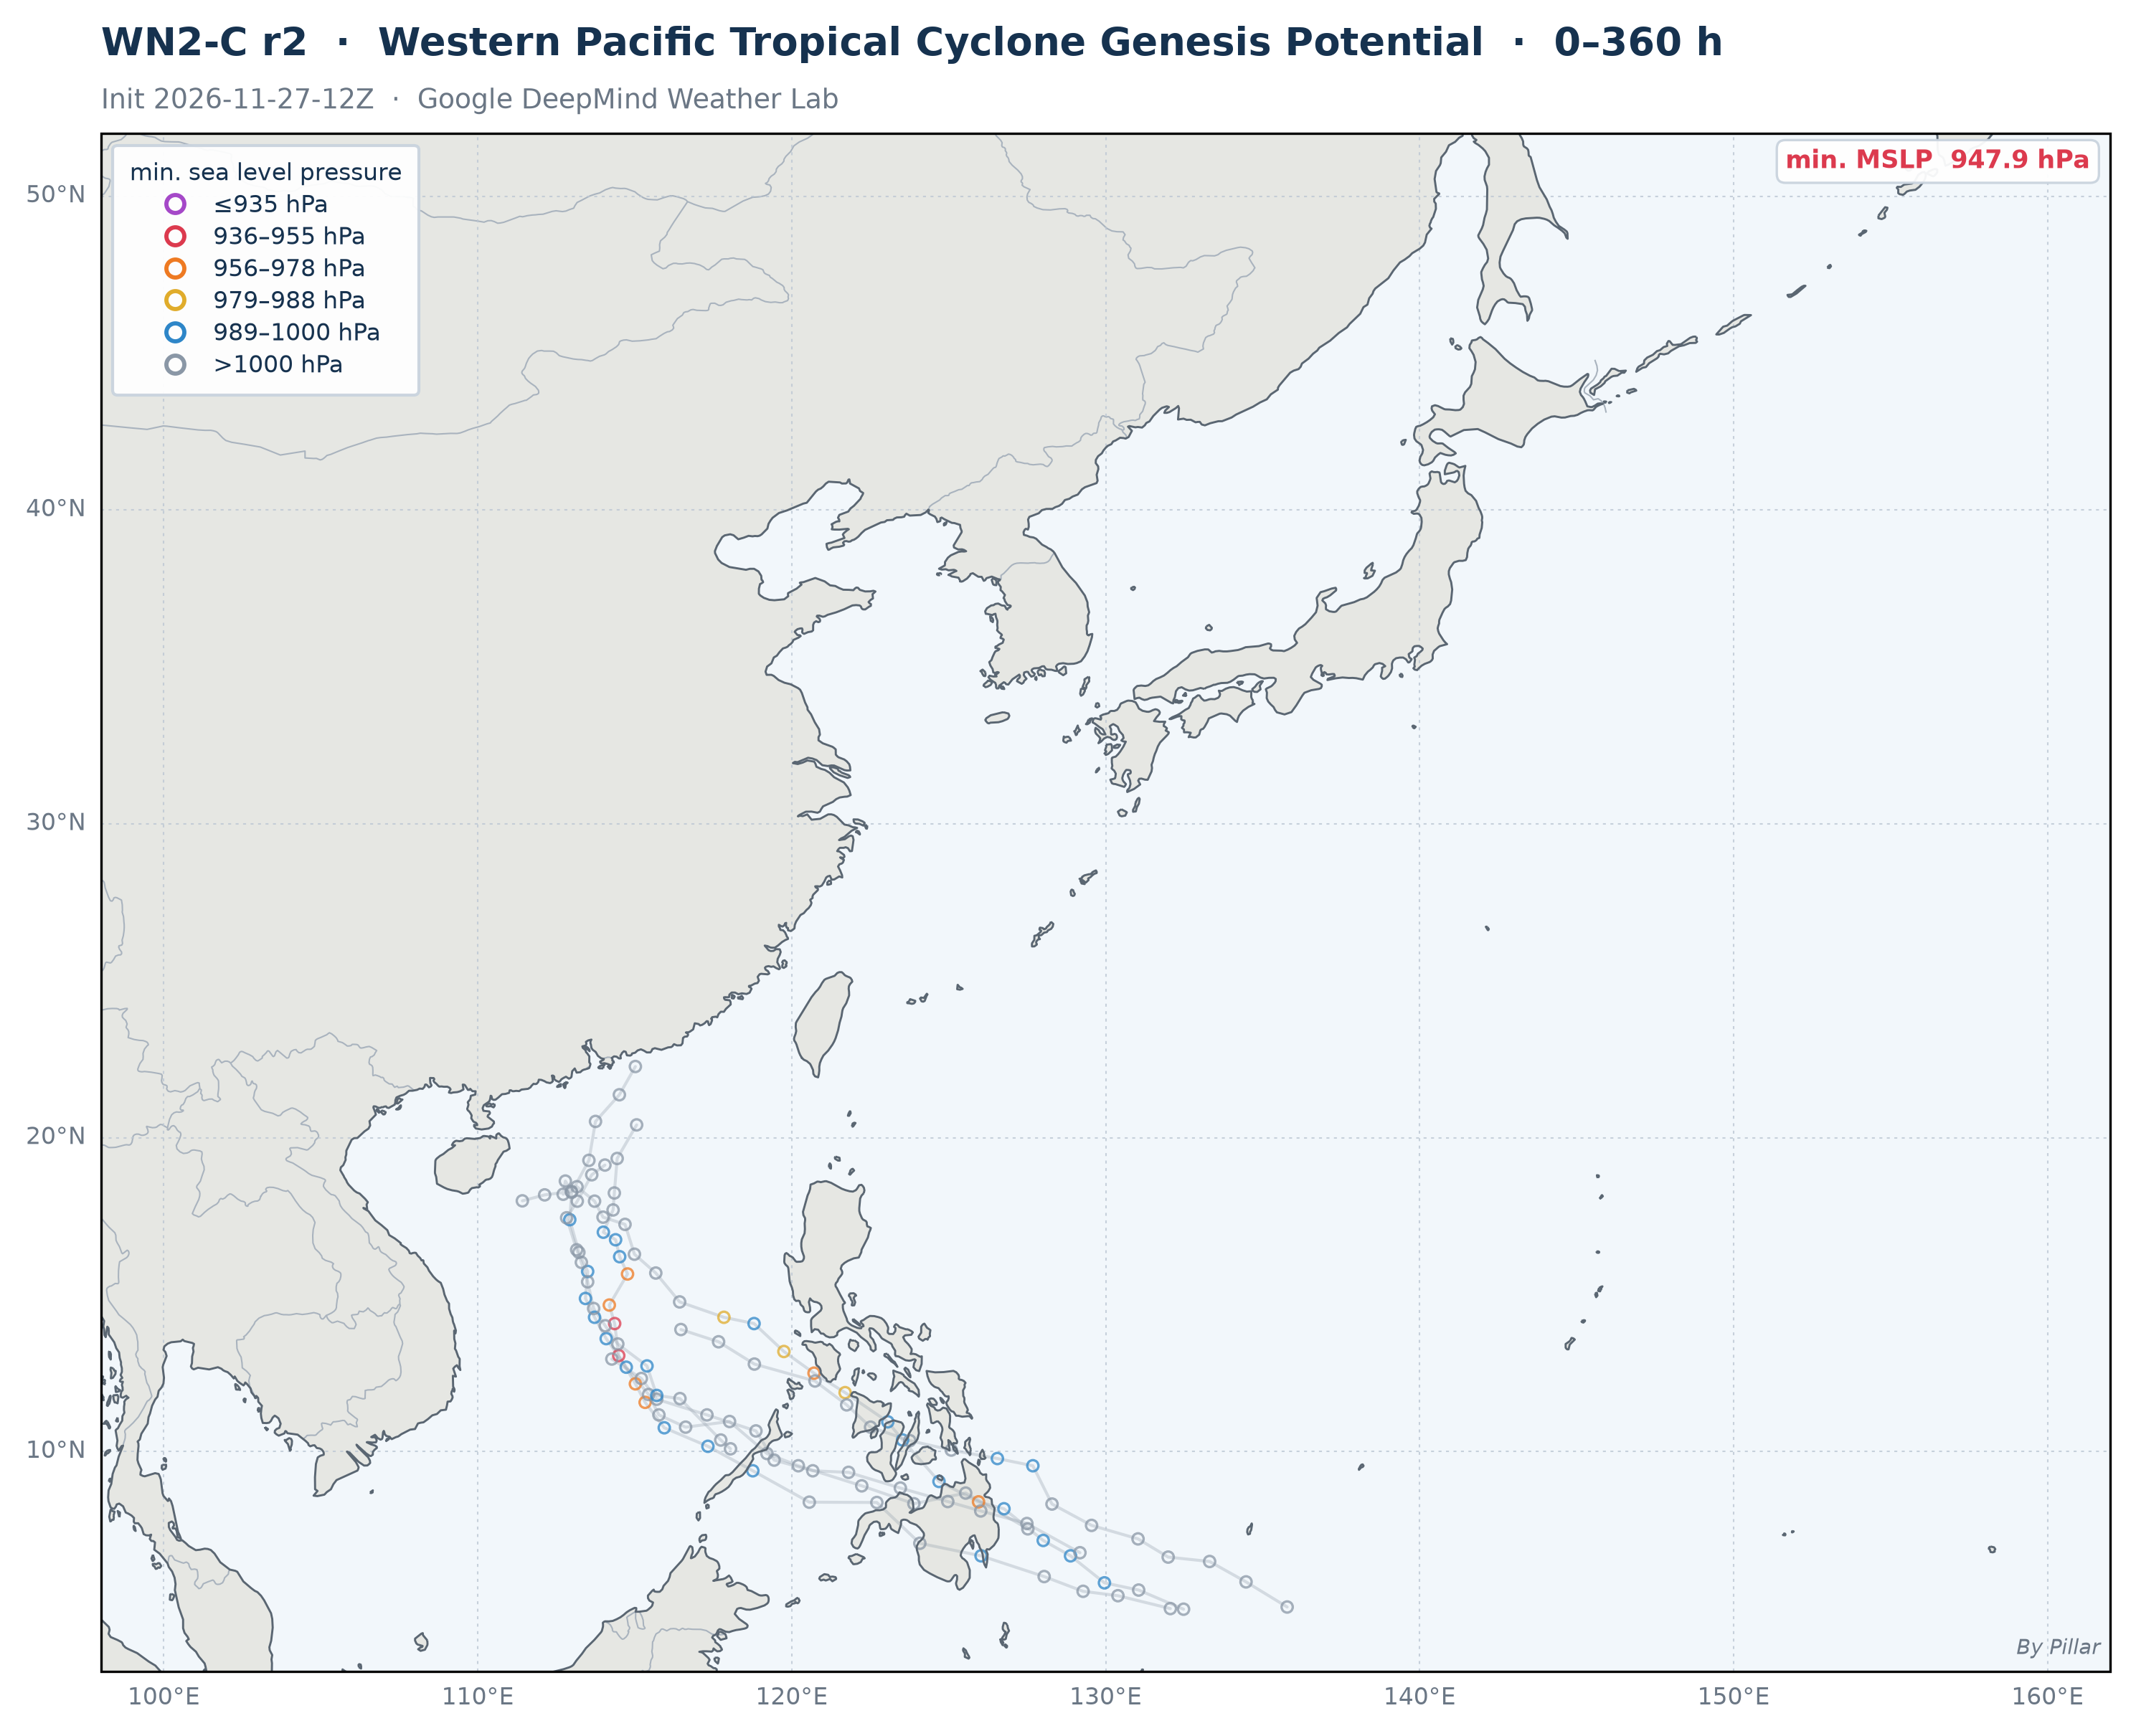 WN2-C r2 · Western Pacific Tropical Cyclone Genesis Potential · 0–360 h
Init 2026-11-27-12Z · Google DeepMind Weather Lab
min. sea level pressure
≤935 hPa
936–955 hPa
956–978 hPa
979–988 hPa
989–1000 hPa
>1000 hPa
min. MSLP 947.9 hPa
50°N
40°N
30°N
20°N
10°N
By Pillar
100°E 110°E 120°E 130°E 140°E 150°E 160°E